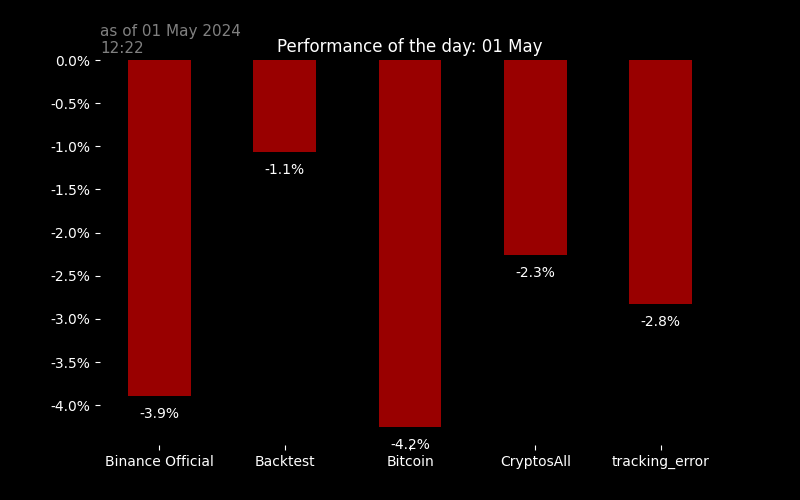 as of 01 May 2024
12:22
Performance of the day: 01 May
0.0%
-0.5%
-1.0%
-1.5%
-2.0%
-2.5%
-3.0%
-3.5%
-4.0%
-3.9%
-1.1%
-4.2%
-2.3%
-2.8%
Binance Official
Backtest
Bitcoin
CryptosAll
tracking_error